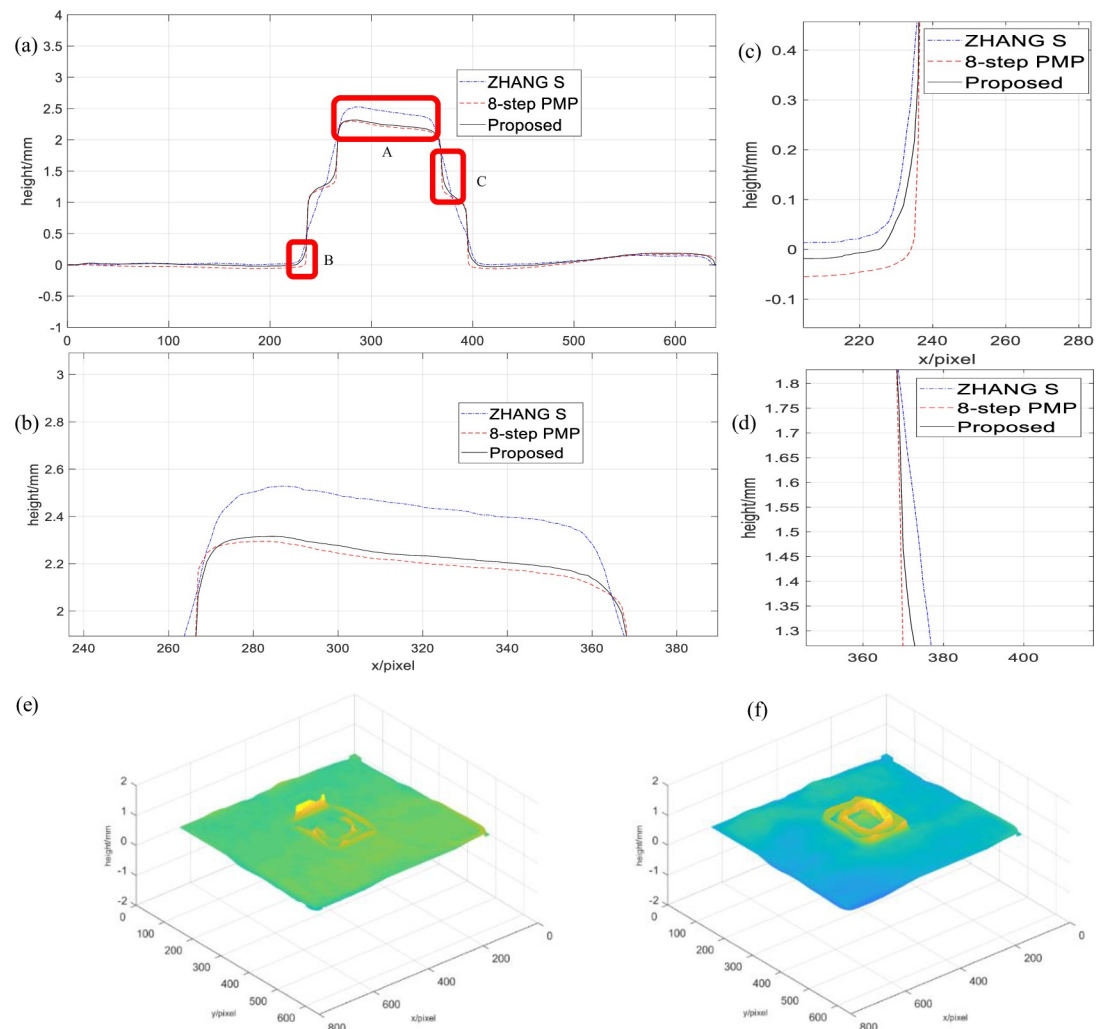 (a)
4
3.5
3
2.5
2
1.5
1
0.5
0
-0.5
-1
height/mm
ZHANG S
8-step PMP
Proposed
A
B
C
0 100 200 300 400 500 600
(c)
0.4
0.3
0.2
0.1
0
-0.1
height/mm
ZHANG S
8-step PMP
Proposed
220 240 260 280
x/pixel
(b)
3
2.8
2.6
2.4
2.2
2
height/mm
ZHANG S
8-step PMP
Proposed
240 260 280 300 320 340 360 380
x/pixel
(d)
1.8
1.75
1.7
1.65
1.6
1.55
1.5
1.45
1.4
1.35
1.3
height/mm
ZHANG S
8-step PMP
Proposed
360 380 400
(e)
2
1
0
-1
-2
height/mm
0
100
200
300
400
500
600
y/pixel
800
600
400
200
0
x/pixel
(f)
2
1
0
-1
-2
height/mm
0
100
200
300
400
500
600
y/pixel
800
600
400
200
0
x/pixel